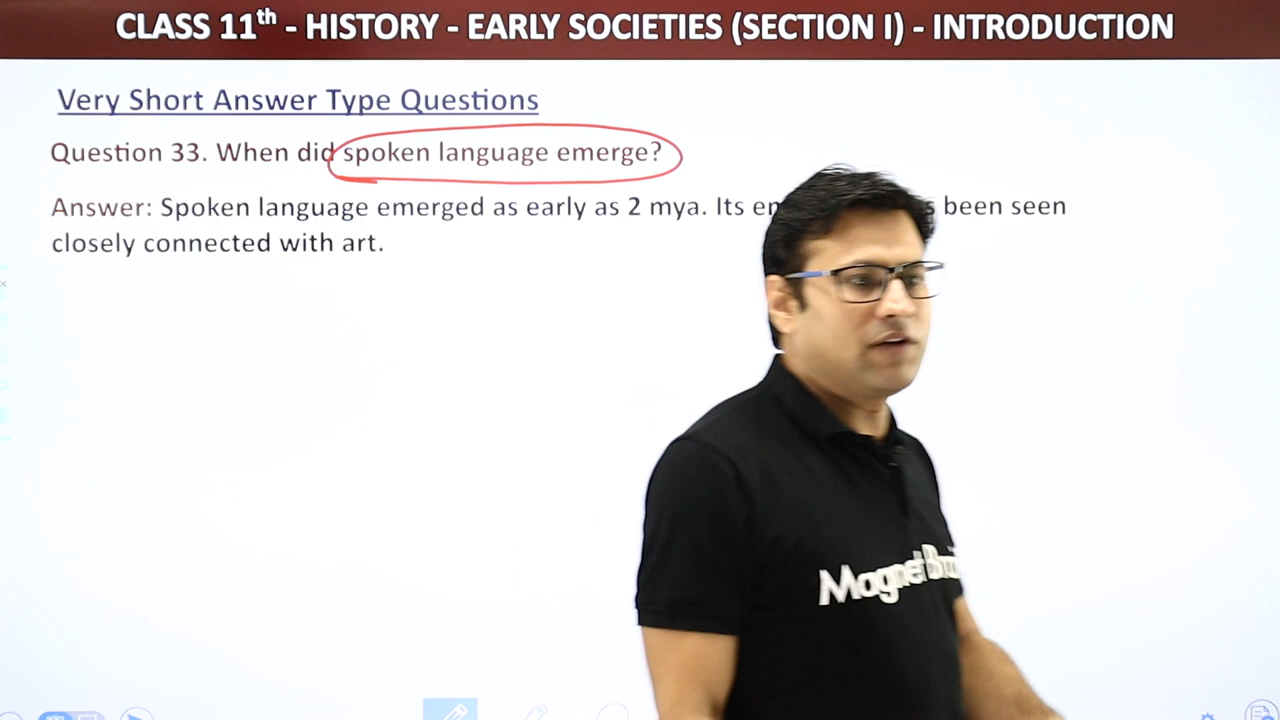 CLASS 11th - HISTORY - EARLY SOCIETIES (SECTION I) - INTRODUCTION
Very Short Answer Type Questions
Question 33. When did spoken language emerge?
Answer: Spoken language emerged as early as 2 mya. Its been seen
closely connected with art.